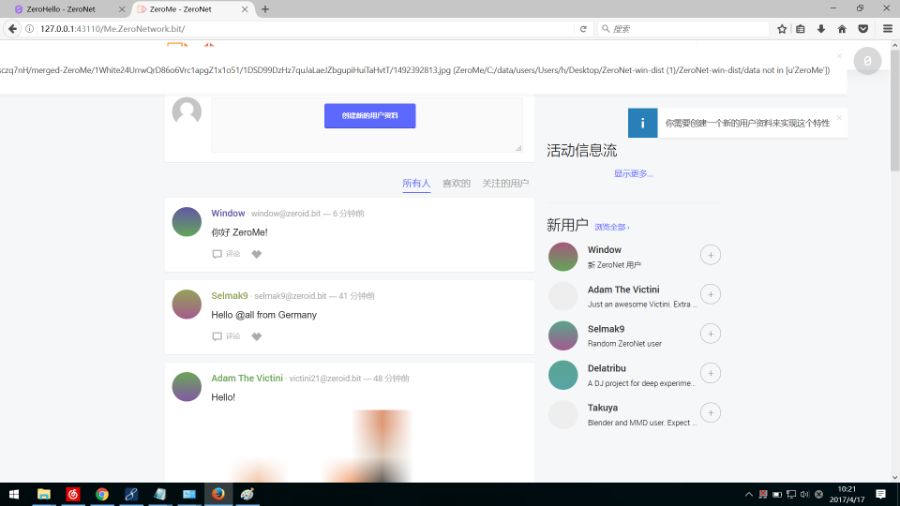 ZeroHello - ZeroNet
ZeroMe - ZeroNet
127.0.0.1:43110/Me.ZeroNetwork.bit/
搜索
sczq7nH/merged-ZeroMe/1White24UrrwQrD86o6Vrc1apgZ1x1o51/1DSD99DzHz7quJaLaeJZbgupiHuiTaHvtT/1492392813.jpg (ZeroMe/C:/data/users/Users/h/Desktop/ZeroNet-win-dist (1)/ZeroNet-win-dist/data not in [u'ZeroMe'])
0
创建新的用户资料
你需要创建一个新的用户资料来实现这个特性
活动信息流
显示更多...
所有人 喜欢的 关注的用户
Window · window@zeroid.bit — 6 分钟前
你好 ZeroMe!
评论
Selmak9 · selmak9@zeroid.bit — 41 分钟前
Hello @all from Germany
评论
Adam The Victini · victini21@zeroid.bit — 48 分钟前
Hello!
新用户 浏览全部 ›
Window
新 ZeroNet 用户
Adam The Victini
Just an awesome Victini. Extra ...
Selmak9
Random ZeroNet user
Delatribu
A DJ project for deep experime...
Takuya
Blender and MMD user. Expect ...
10:21
2017/4/17